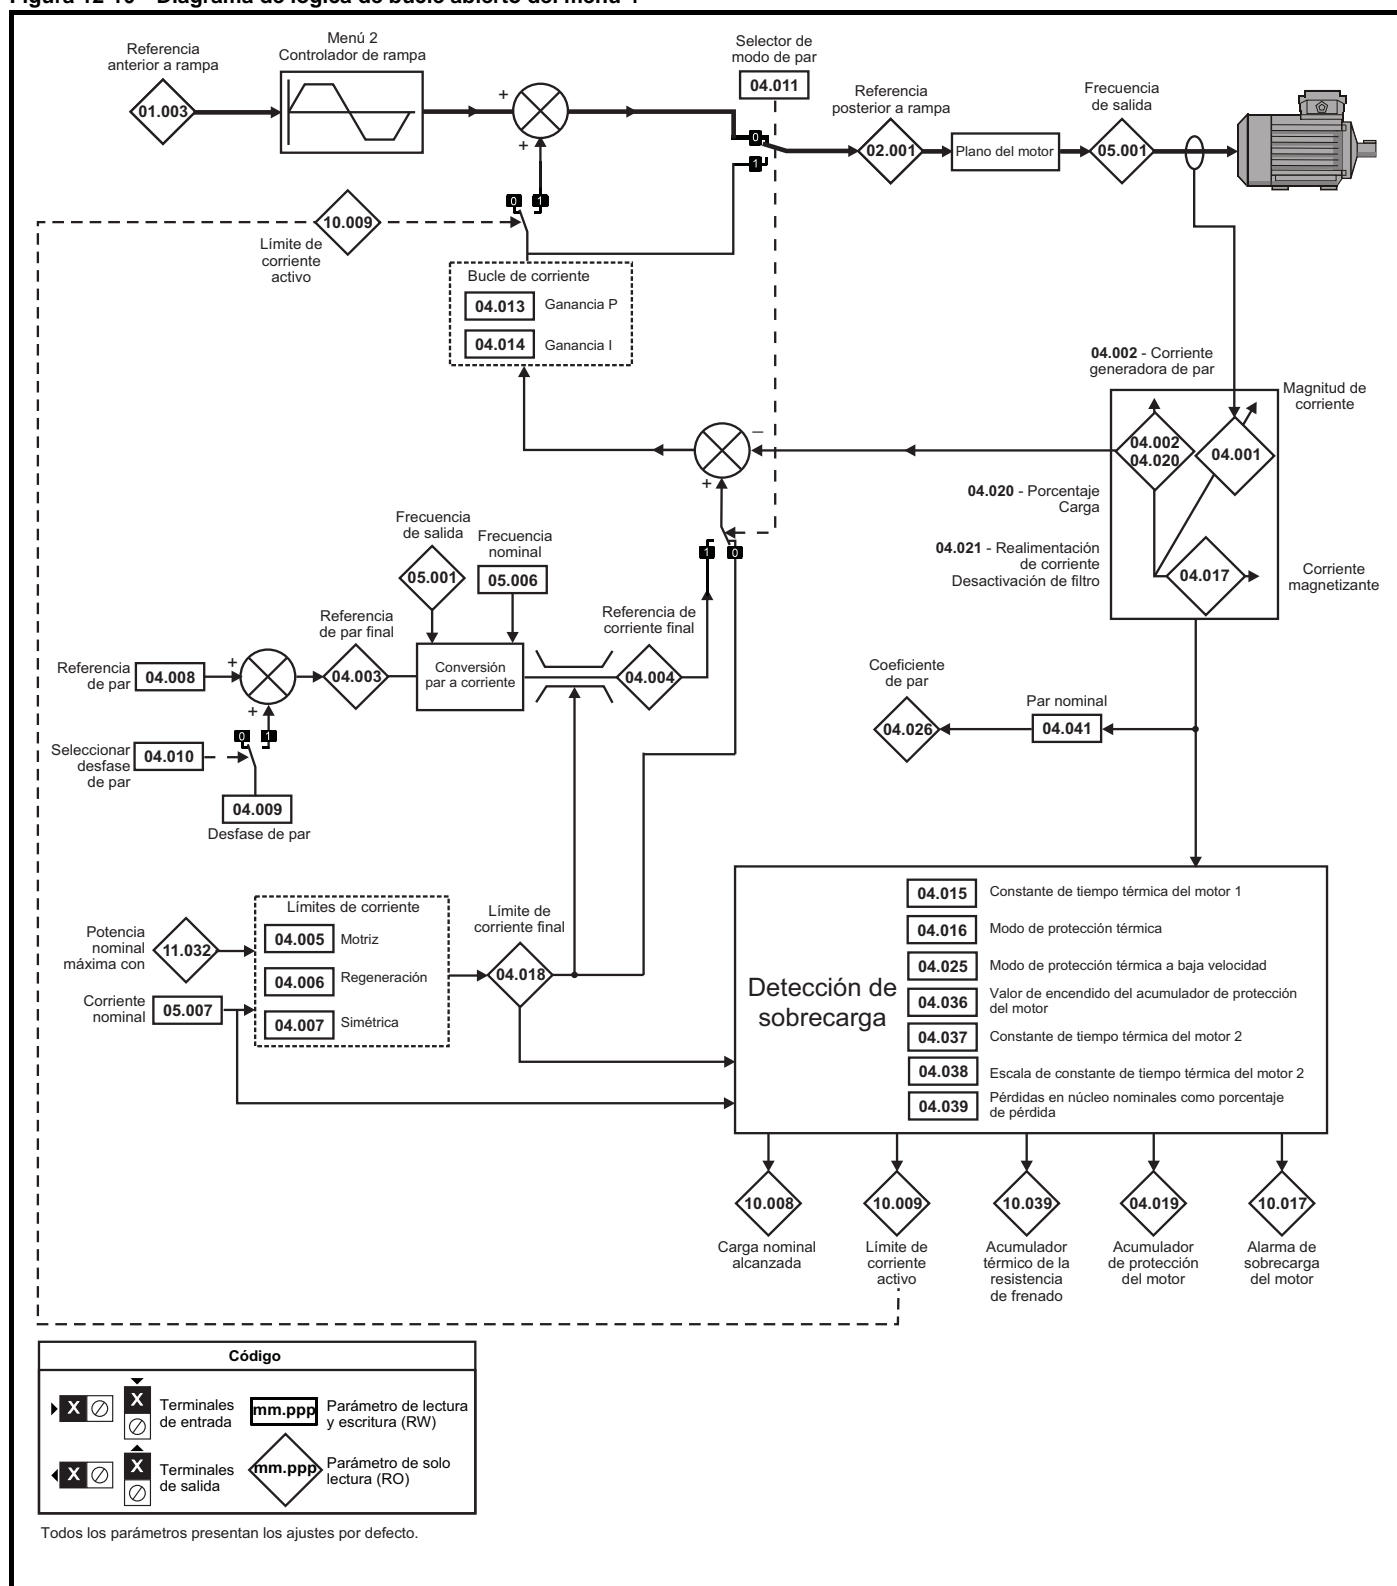 Referencia
anterior a rampa
01.003
Menú 2
Controlador de rampa
+
+
Selector de
modo de par
04.011
0
1
Referencia
posterior a rampa
02.001
Plano del motor
Frecuencia
de salida
05.001
0
1
10.009
Límite de
corriente
activo
Bucle de corriente
04.013
Ganancia P
04.014
Ganancia I
04.002 - Corriente
generadora de par
Magnitud de
corriente
04.002
04.020
04.001
04.020 - Porcentaje
Carga
04.021 - Realimentación
de corriente
Desactivación de filtro
04.017
Corriente
magnetizante
–
+
1
0
Frecuencia
de salida
05.001
Frecuencia
nominal
05.006
Referencia
de par
04.008
+
+
Referencia
de par final
04.003
Conversión
par a corriente
Referencia de
corriente final
04.004
0
1
Seleccionar
desfase
de par
04.010
04.009
Desfase de par
Coeficiente
de par
04.026
Par nominal
04.041
Potencia
nominal
máxima con
11.032
Corriente
nominal
05.007
Límites de corriente
04.005
Motriz
04.006
Regeneración
04.007
Simétrica
Límite de
corriente final
04.018
Detección de
sobrecarga
04.015
Constante de tiempo térmica del motor 1
04.016
Modo de protección térmica
04.025
Modo de protección térmica a baja velocidad
04.036
Valor de encendido del acumulador de protección
del motor
04.037
Constante de tiempo térmica del motor 2
04.038
Escala de constante de tiempo térmica del motor 2
04.039
Pérdidas en núcleo nominales como porcentaje
de pérdida
10.008
Carga nominal
alcanzada
10.009
Límite de
corriente
activo
10.039
Acumulador
térmico de la
resistencia
de frenado
04.019
Acumulador
de protección
del motor
10.017
Alarma de
sobrecarga
del motor
Código
X
X
Terminales
de entrada
mm.ppp
Parámetro de lectura
y escritura (RW)
X
X
Terminales
de salida
mm.ppp
Parámetro de solo
lectura (RO)
Todos los parámetros presentan los ajustes por defecto.